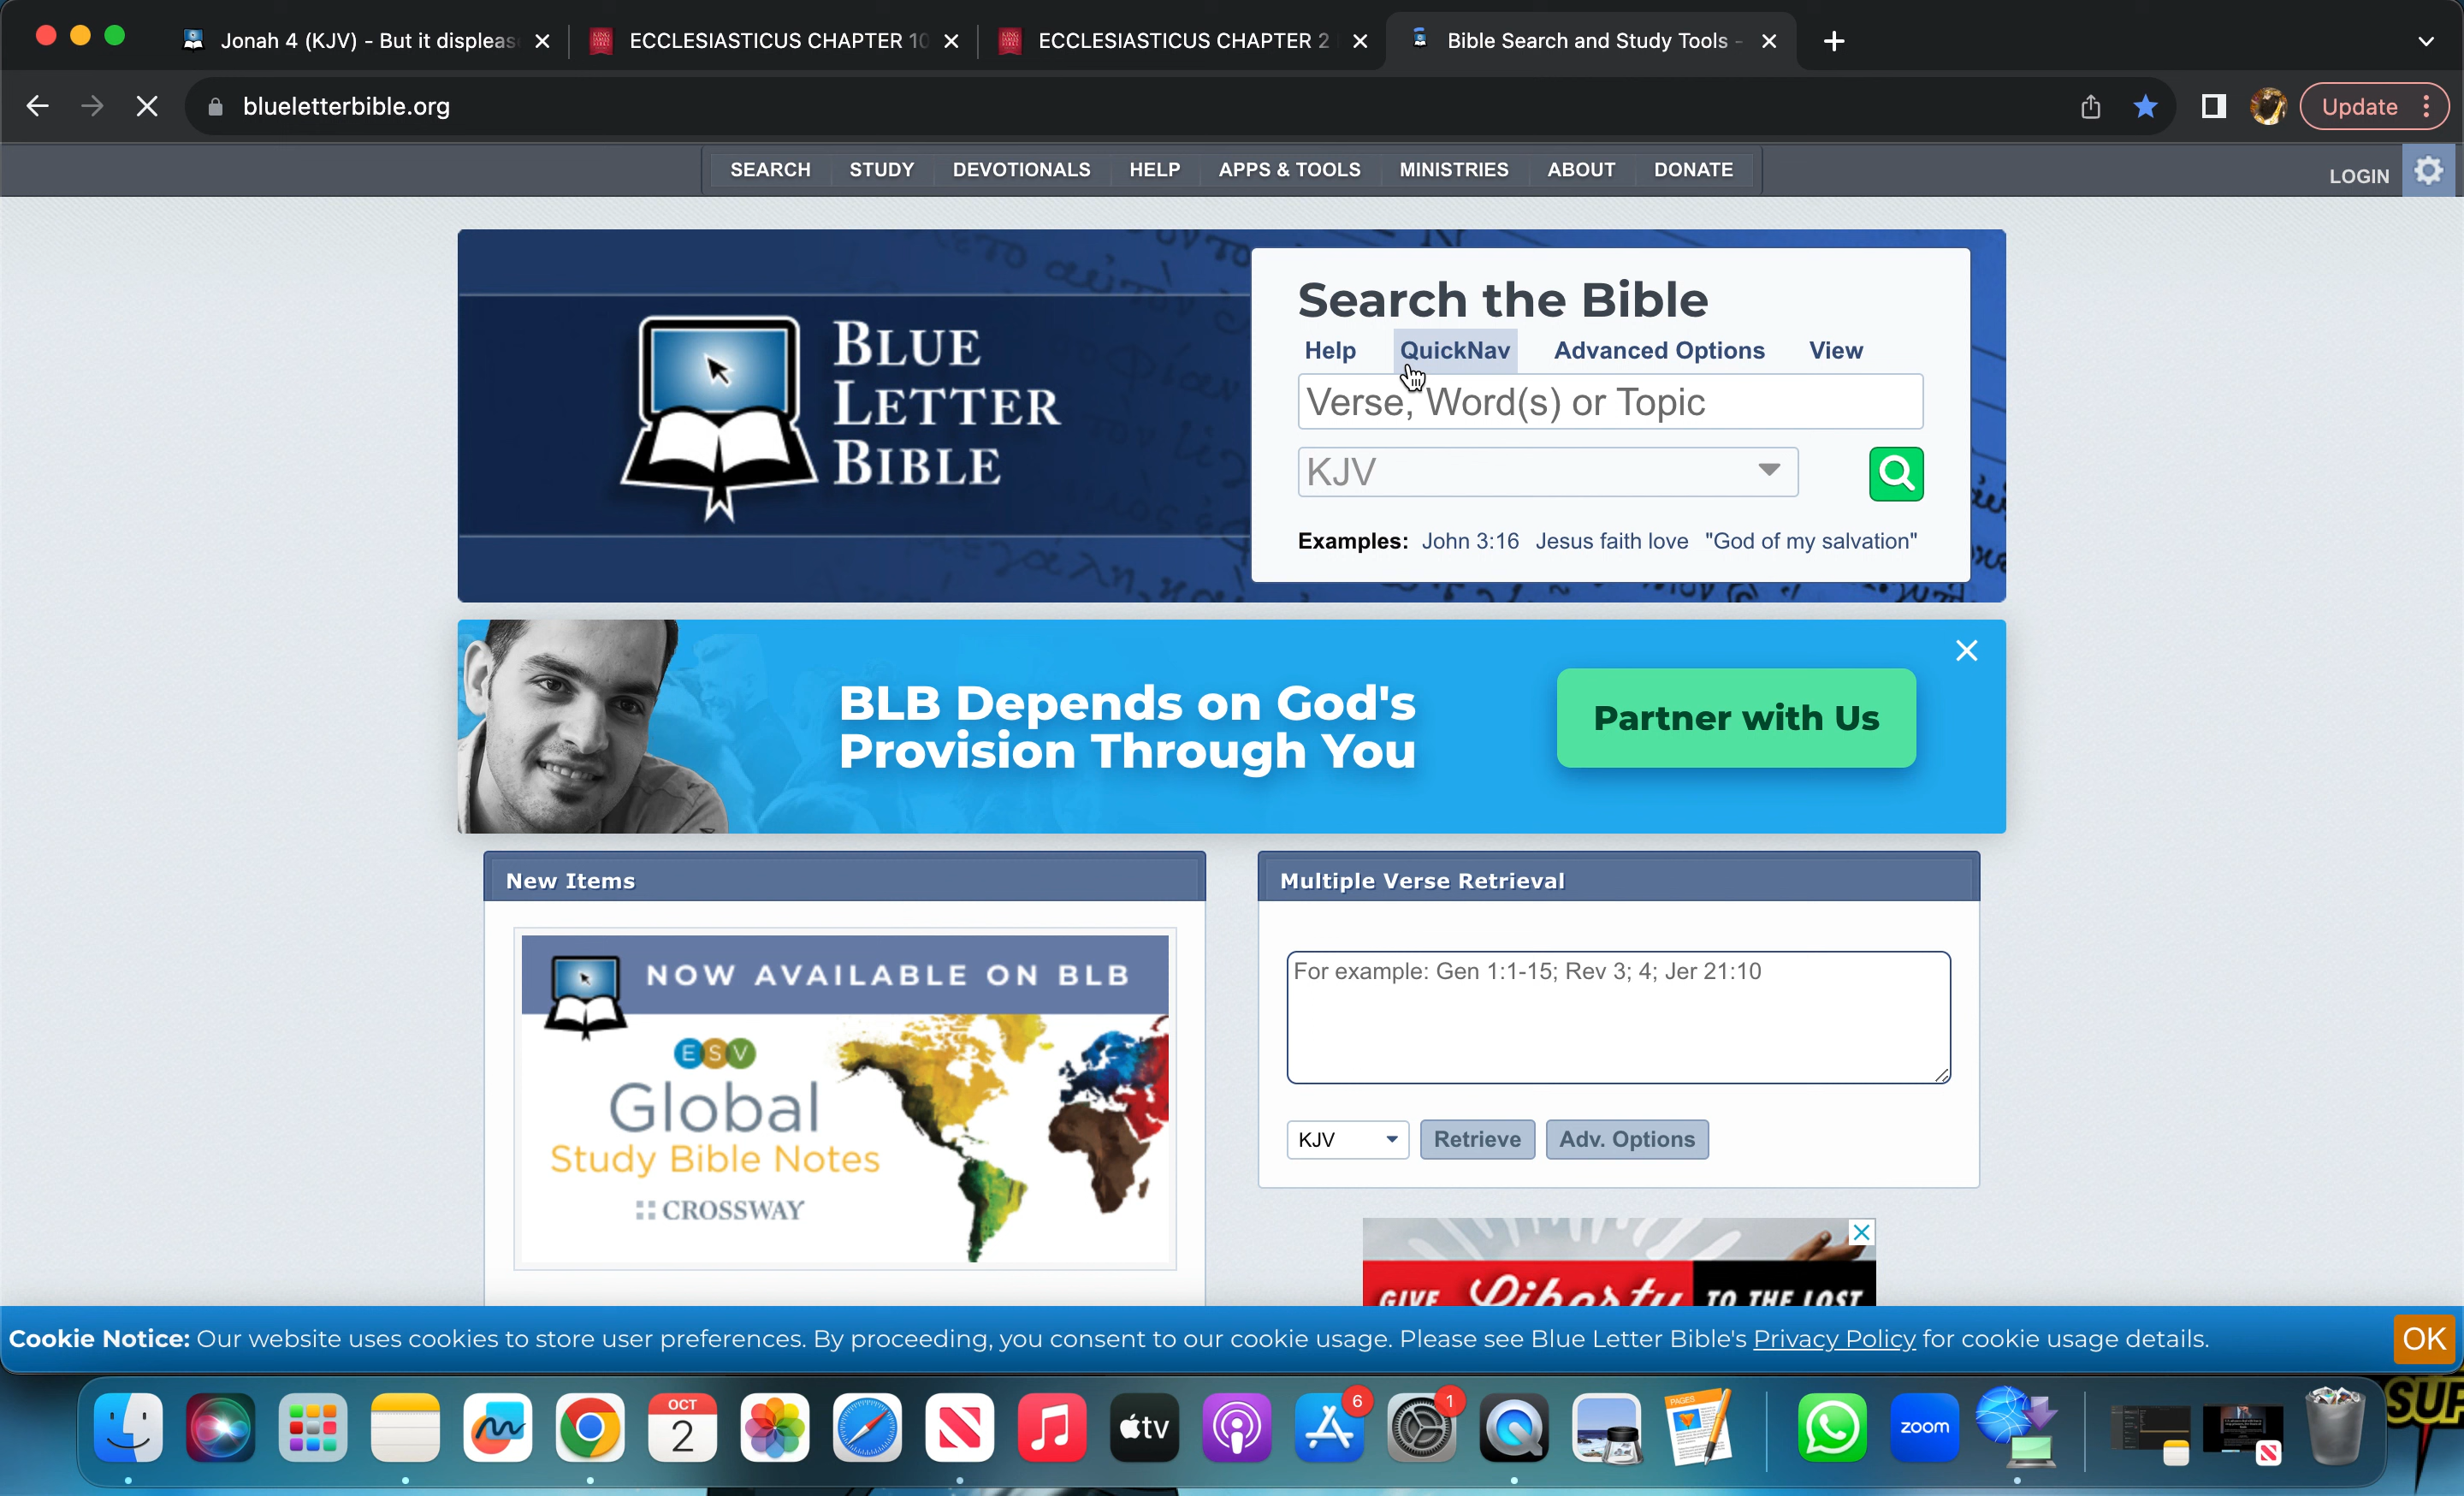 Jonah 4 (KJV) - But it displeas
ECCLESIASTICUS CHAPTER 10
ECCLESIASTICUS CHAPTER 2
Bible Search and Study Tools -
blueletterbible.org
Update
SEARCH STUDY DEVOTIONALS HELP APPS & TOOLS MINISTRIES ABOUT DONATE
LOGIN
BLUE
LETTER
BIBLE
Search the Bible
Help QuickNav Advanced Options View
Verse, Word(s) or Topic
KJV
Examples: John 3:16 Jesus faith love "God of my salvation"
BLB Depends on God's
Provision Through You
Partner with Us
New Items
NOW AVAILABLE ON BLB
ESV
Global
Study Bible Notes
CROSSWAY
Multiple Verse Retrieval
For example: Gen 1:1-15; Rev 3; 4; Jer 21:10
KJV Retrieve Adv. Options
GIVE Liberty TO THE LOST
Cookie Notice: Our website uses cookies to store user preferences. By proceeding, you consent to our cookie usage. Please see Blue Letter Bible's Privacy Policy for cookie usage details.
OK
OCT
2
tv
6
1
PAGES
zoom
SUP